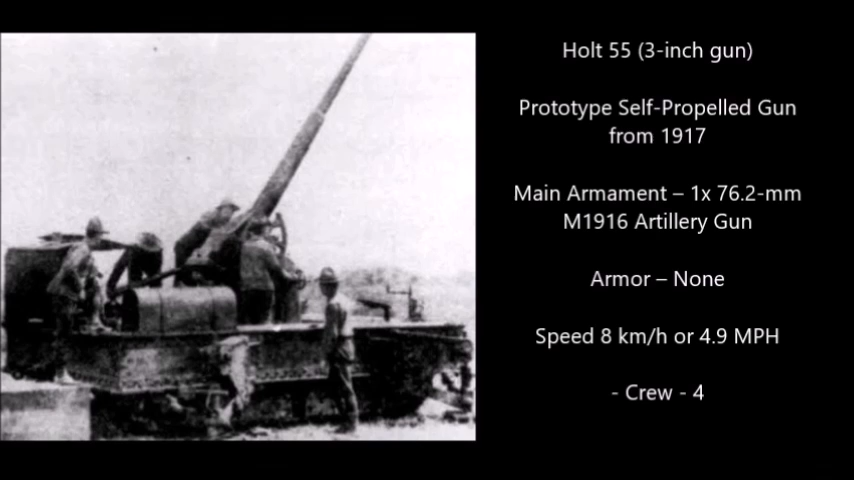 Holt 55 (3-inch gun)
Prototype Self-Propelled Gun
from 1917
Main Armament – 1x 76.2-mm
M1916 Artillery Gun
Armor – None
Speed 8 km/h or 4.9 MPH
- Crew - 4